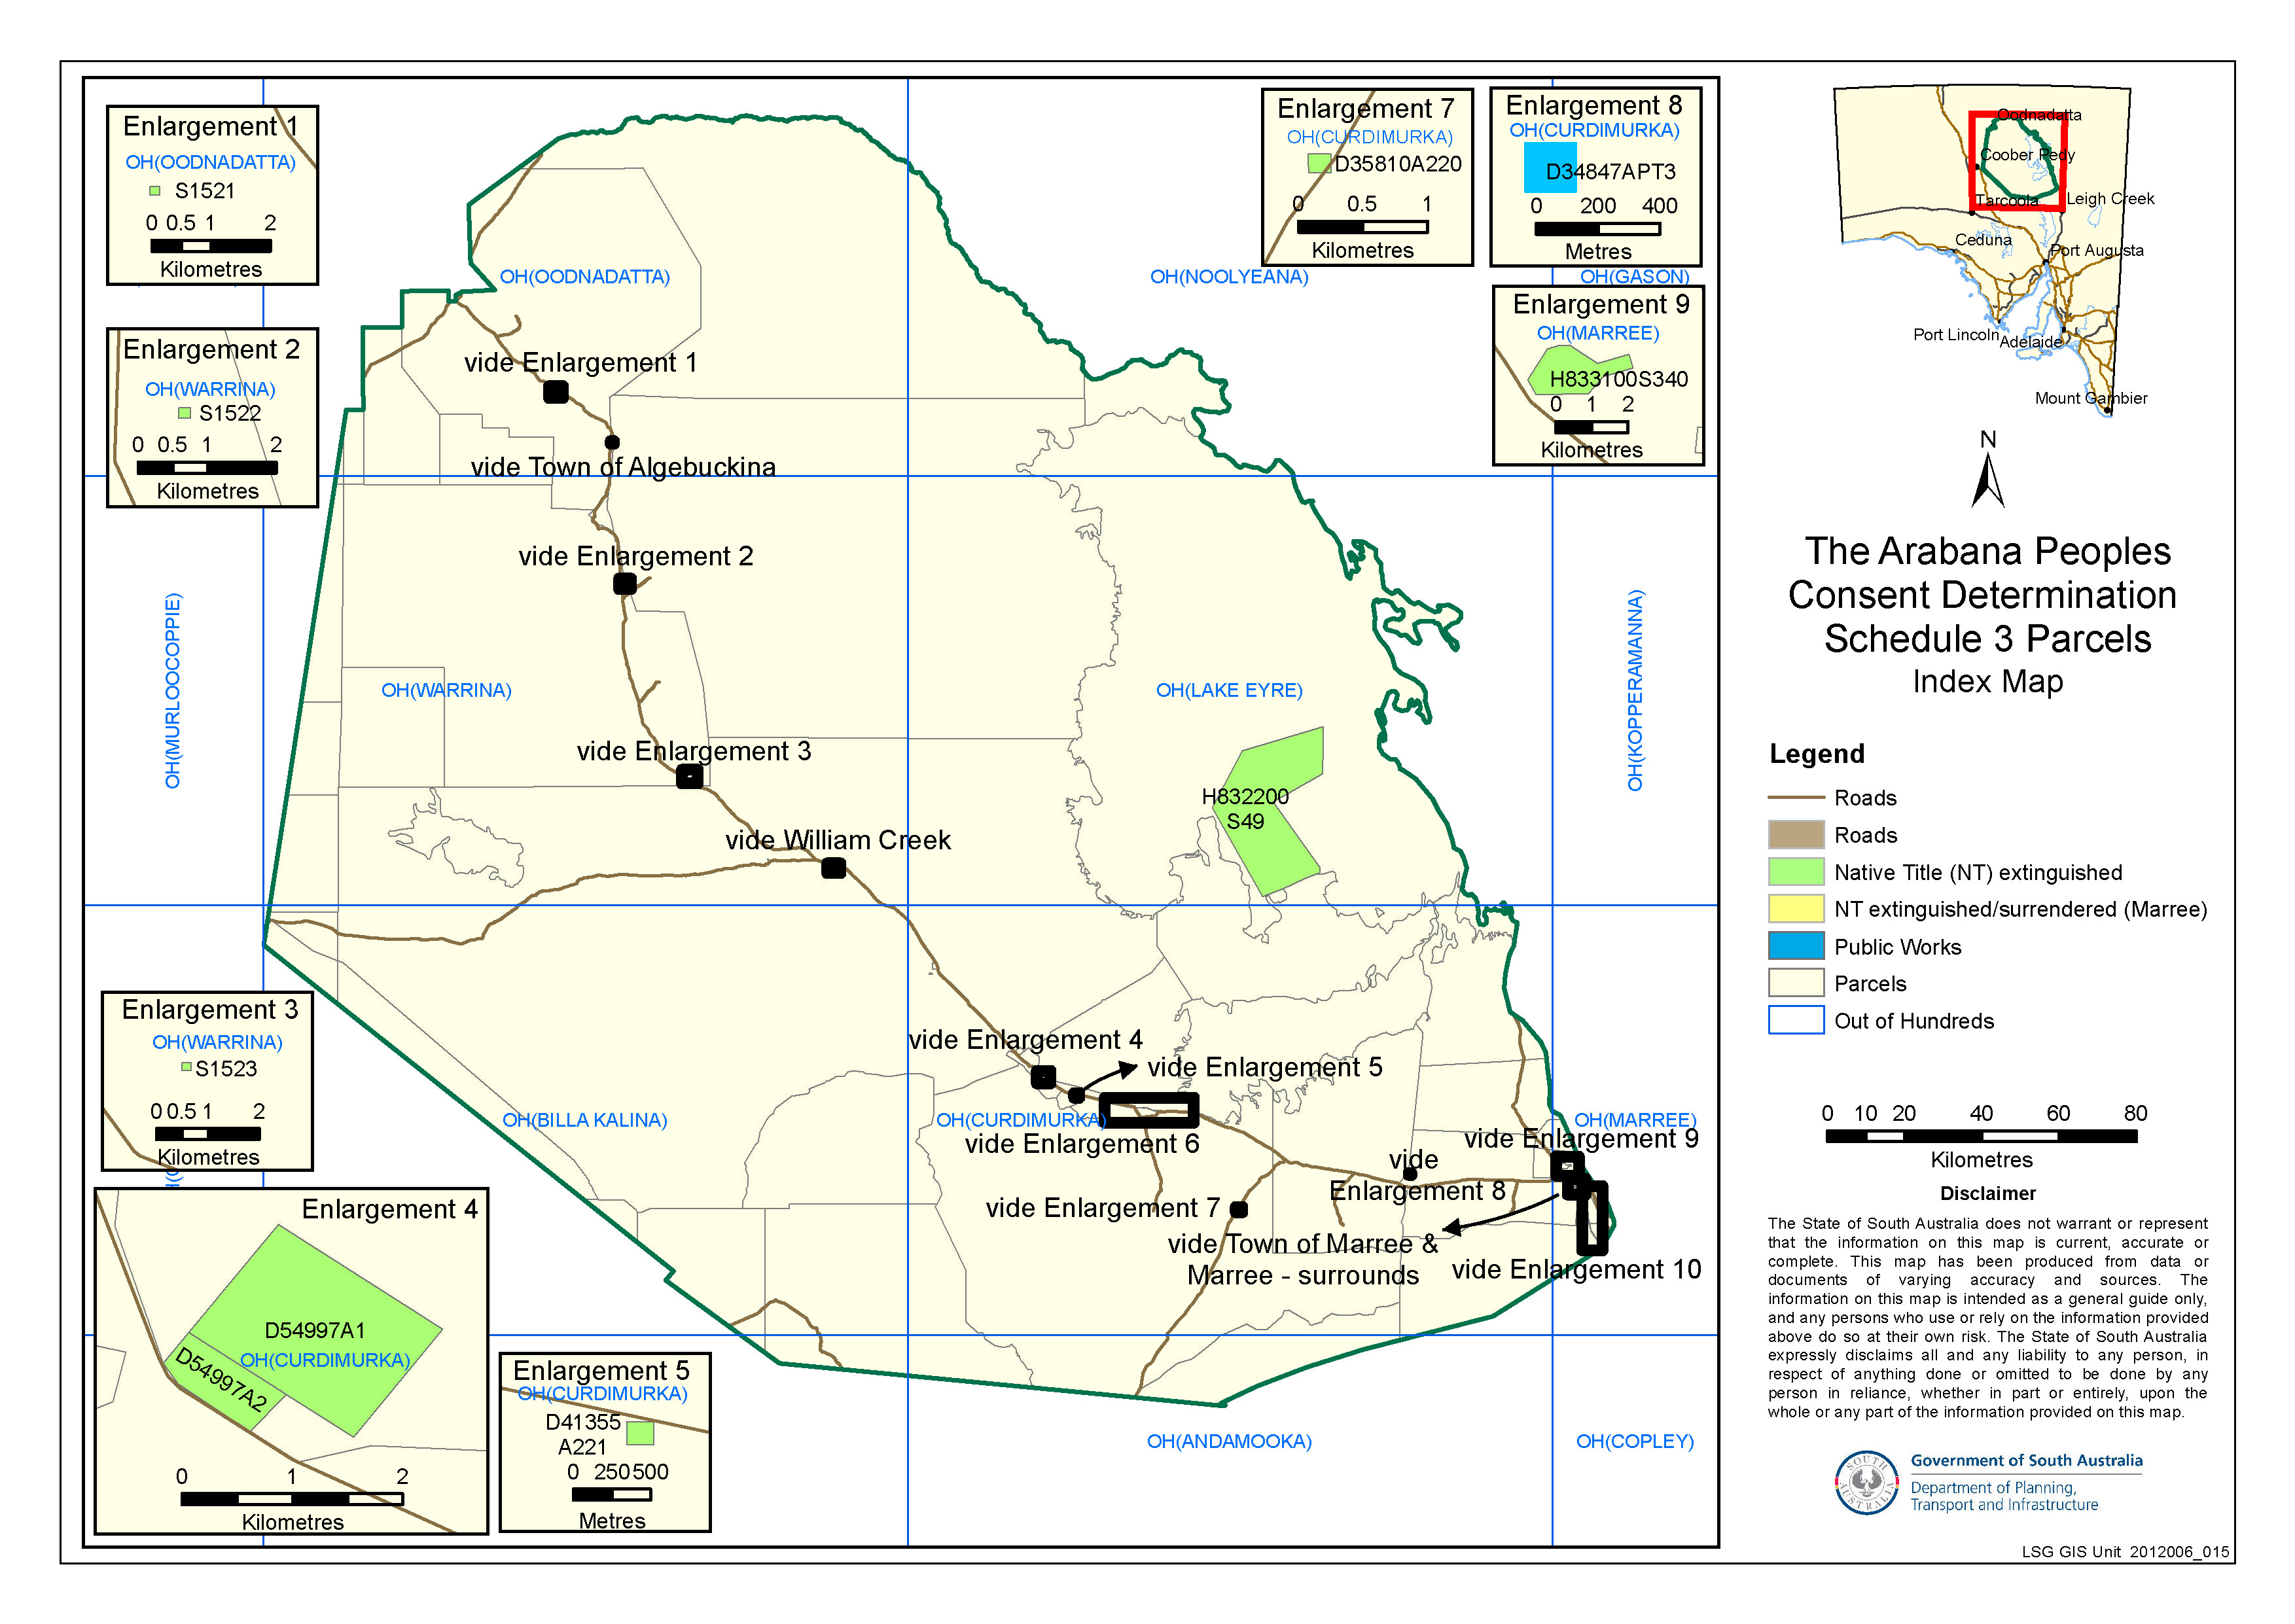 Enlargement 1
OH(OODNADATTA)
S1521
0 0.5 1 2
Kilometres
Enlargement 2
OH(WARRINA)
S1522
0 0.5 1 2
Kilometres
Enlargement 7
OH(CURDIMURKA)
D35810A220
0 0.5 1
Kilometres
Enlargement 8
OH(CURDIMURKA)
D34847APT3
0 200 400
Metres
Enlargement 9
OH(MARREE)
H833100S340
0 1 2
Kilometres
OH(OODNADATTA)
OH(NOOLYEANA)
OH(GASON)
vide Enlargement 1
vide Town of Algebuckina
vide Enlargement 2
OH(MURLOOCOPPIE)
OH(WARRINA)
OH(LAKE EYRE)
OH(KOPPERAMANNA)
vide Enlargement 3
H832200
S49
vide William Creek
Enlargement 3
OH(WARRINA)
S1523
0 0.5 1 2
Kilometres
vide Enlargement 4
vide Enlargement 5
OH(BILLA KALINA)
OH(CURDIMURKA)
OH(MARREE)
vide Enlargement 6
vide Enlargement 9
vide
Enlargement 8
vide Enlargement 7
vide Town of Marree &
Marree - surrounds
vide Enlargement 10
Enlargement 4
D54997A1
OH(CURDIMURKA)
D54997A2
0 1 2
Kilometres
Enlargement 5
OH(CURDIMURKA)
D41355
A221
0 250 500
Metres
OH(ANDAMOOKA)
OH(COPLEY)
Oodnadatta
Coober Pedy
Tarcoola
Leigh Creek
Ceduna
Port Augusta
Port Lincoln
Adelaide
Mount Gambier
N
The Arabana Peoples
Consent Determination
Schedule 3 Parcels
Index Map
Legend
Roads
Roads
Native Title (NT) extinguished
NT extinguished/surrendered (Marree)
Public Works
Parcels
Out of Hundreds
0 10 20 40 60 80
Kilometres
Disclaimer
The State of South Australia does not warrant or represent
that the information on this map is current, accurate or
complete. This map has been produced from data or
documents of varying accuracy and sources. The
information on this map is intended as a general guide only,
and any persons who use or rely on the information provided
above do so at their own risk. The State of South Australia
expressly disclaims all and any liability to any person, in
respect of anything done or omitted to be done by any
person in reliance, whether in part or entirely, upon the
whole or any part of the information provided on this map.
SOUTH AUSTRALIA
Government of South Australia
Department of Planning,
Transport and Infrastructure
LSG GIS Unit 2012006_015